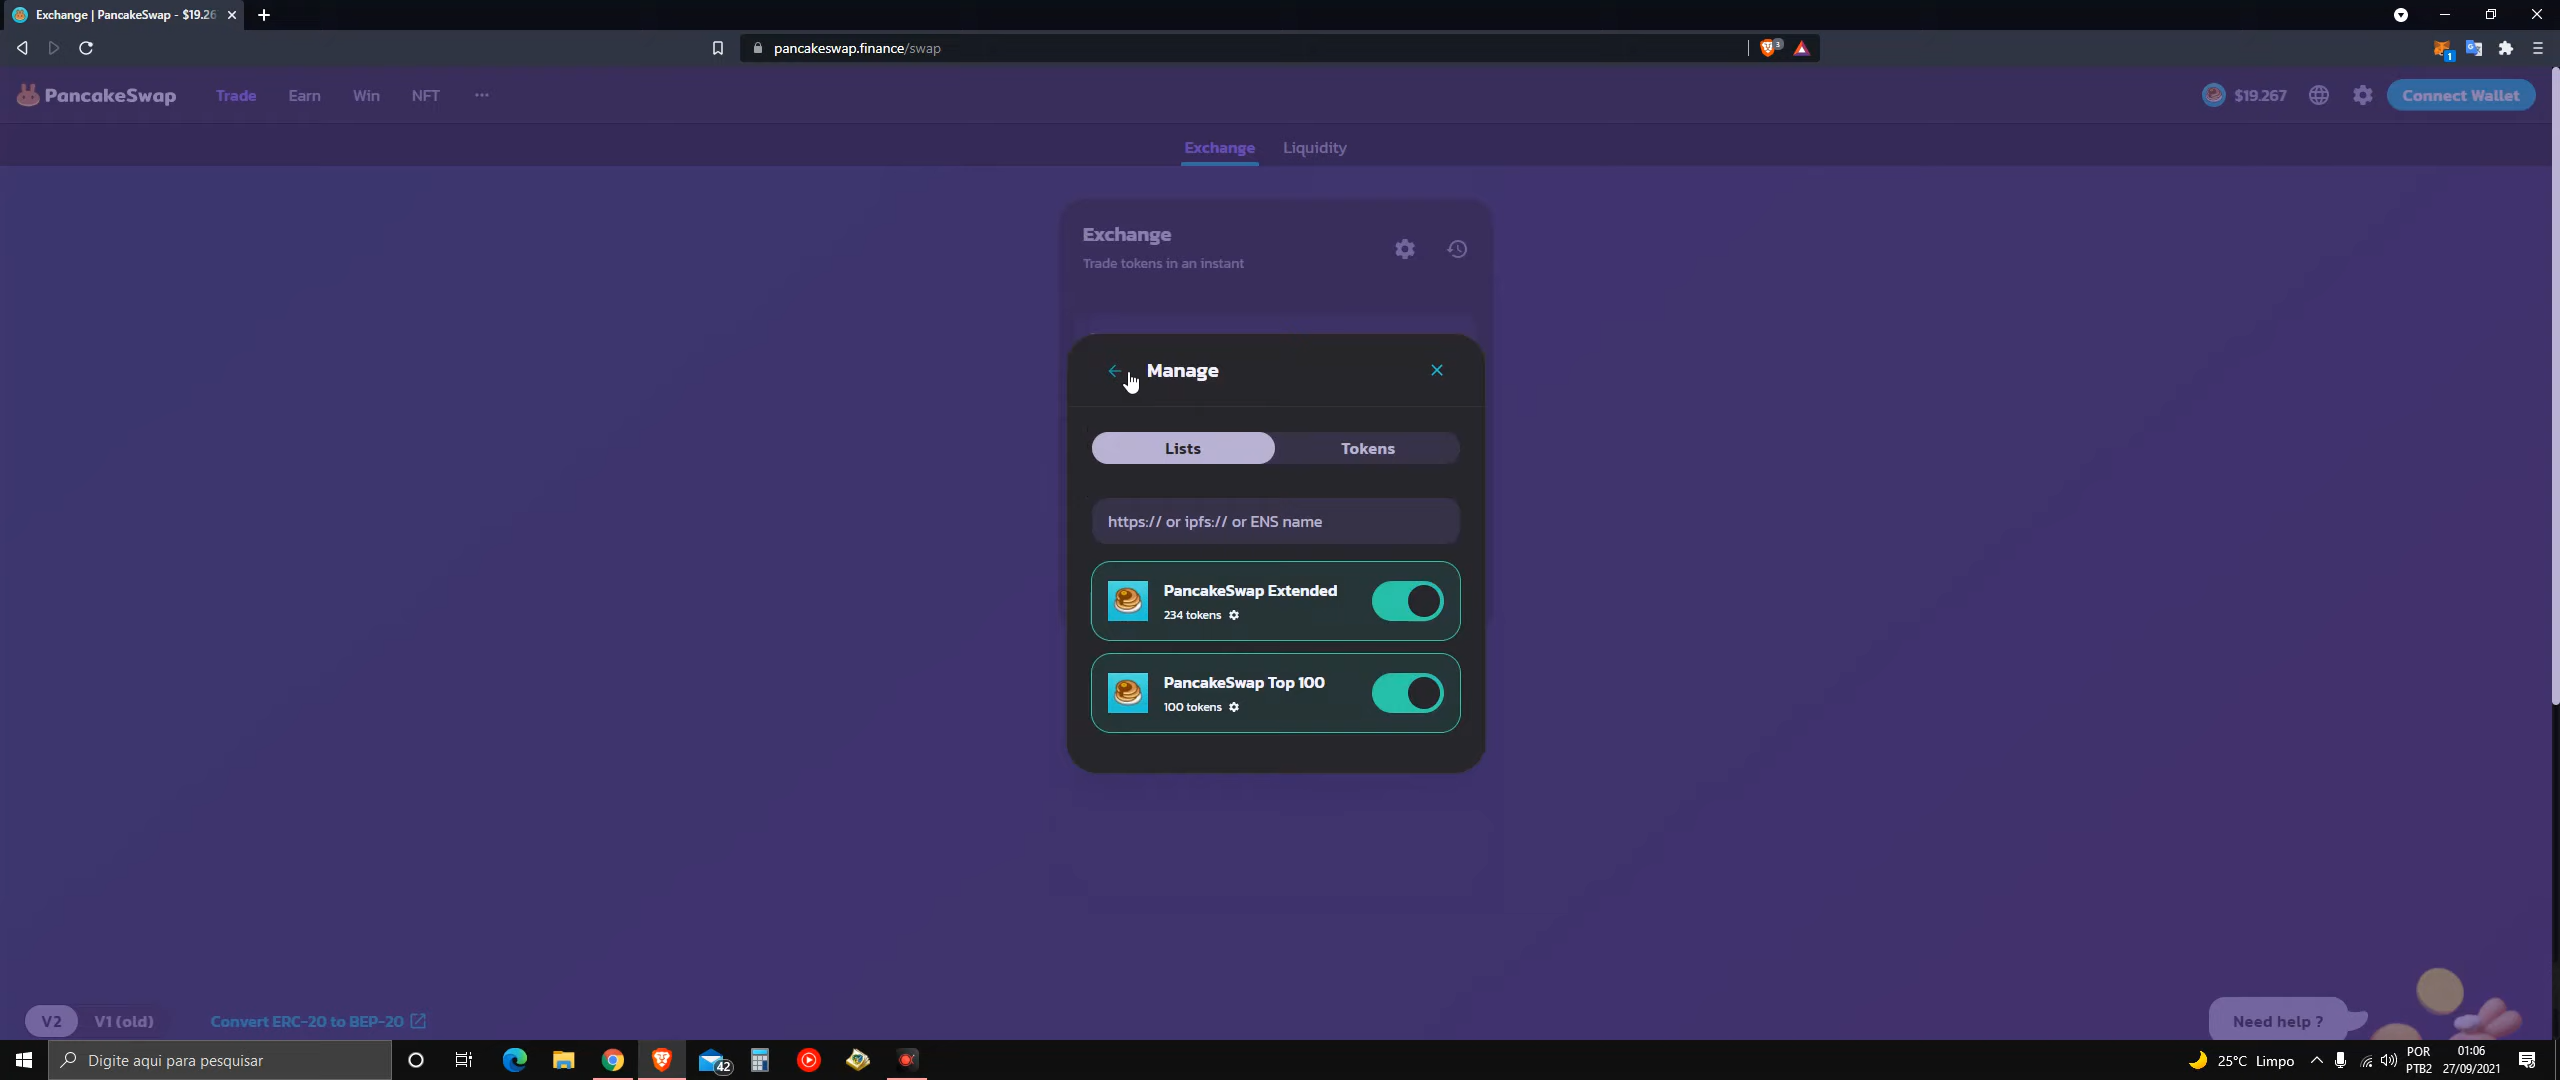 Exchange | PancakeSwap - $19.26
pancakeswap.finance/swap
3
1
PancakeSwap
Trade
Earn
Win
NFT
$19.267
Connect Wallet
Exchange
Liquidity
Exchange
Trade tokens in an instant
Manage
Lists
Tokens
https:// or ipfs:// or ENS name
PancakeSwap Extended
234 tokens
PancakeSwap Top 100
100 tokens
V2
V1 (old)
Convert ERC-20 to BEP-20
Need help ?
Digite aqui para pesquisar
42
25°C Limpo
POR
PTB2
01:06
27/09/2021